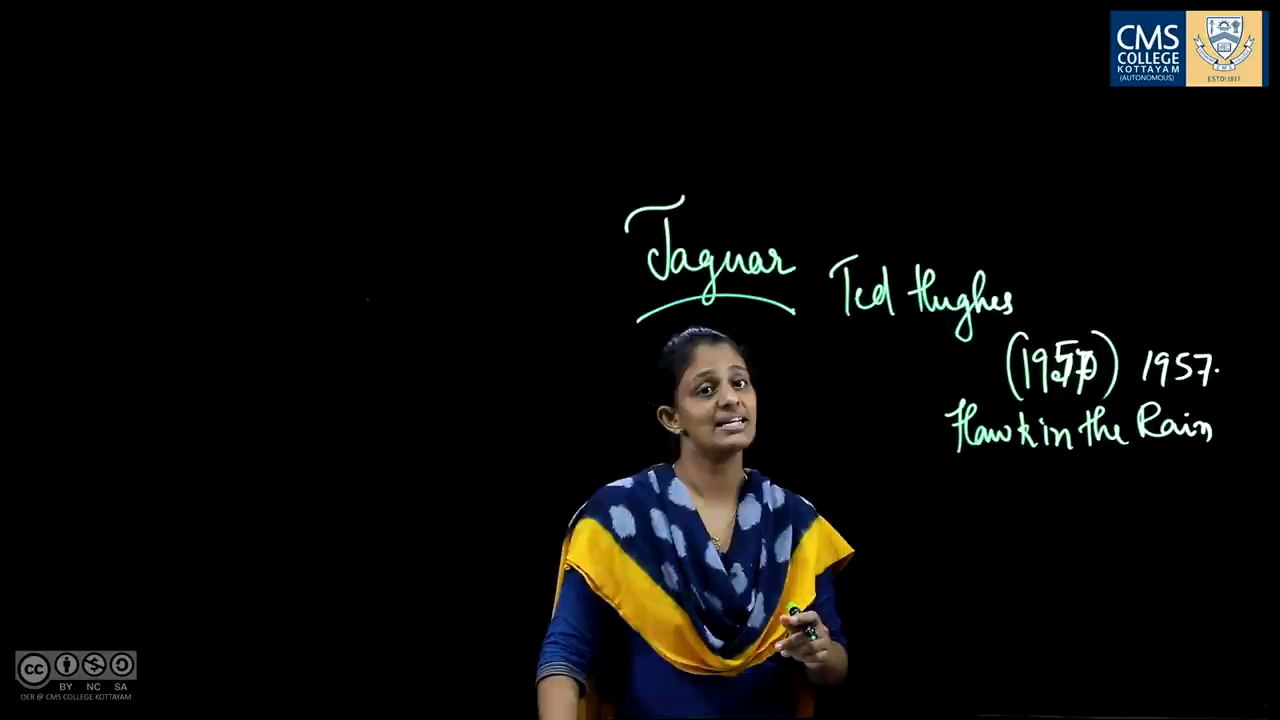 CMS
COLLEGE
KOTTAYAM
(AUTONOMOUS)
ESTD:1817
Jaguar
Ted Hughes
1957.
Hawk in the Rain
cc
BY NC SA
OER @ CMS COLLEGE KOTTAYAM